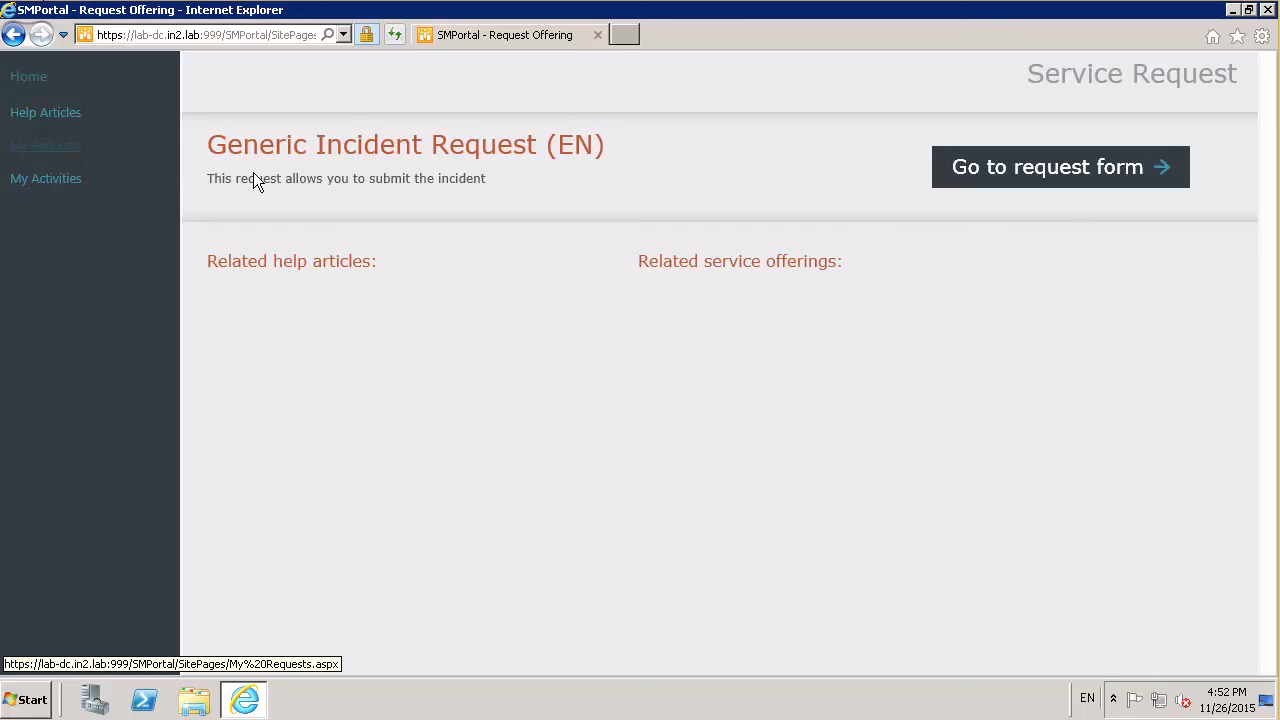 SMPortal - Request Offering - Internet Explorer
https://lab-dc.in2.lab:999/SMPortal/SitePages
SMPortal - Request Offering
Home
Help Articles
My Requests
My Activities
Service Request
Generic Incident Request (EN)
This request allows you to submit the incident
Go to request form
Related help articles:
Related service offerings:
https://lab-dc.in2.lab:999/SMPortal/SitePages/My%20Requests.aspx
Start
EN
4:52 PM
11/26/2015